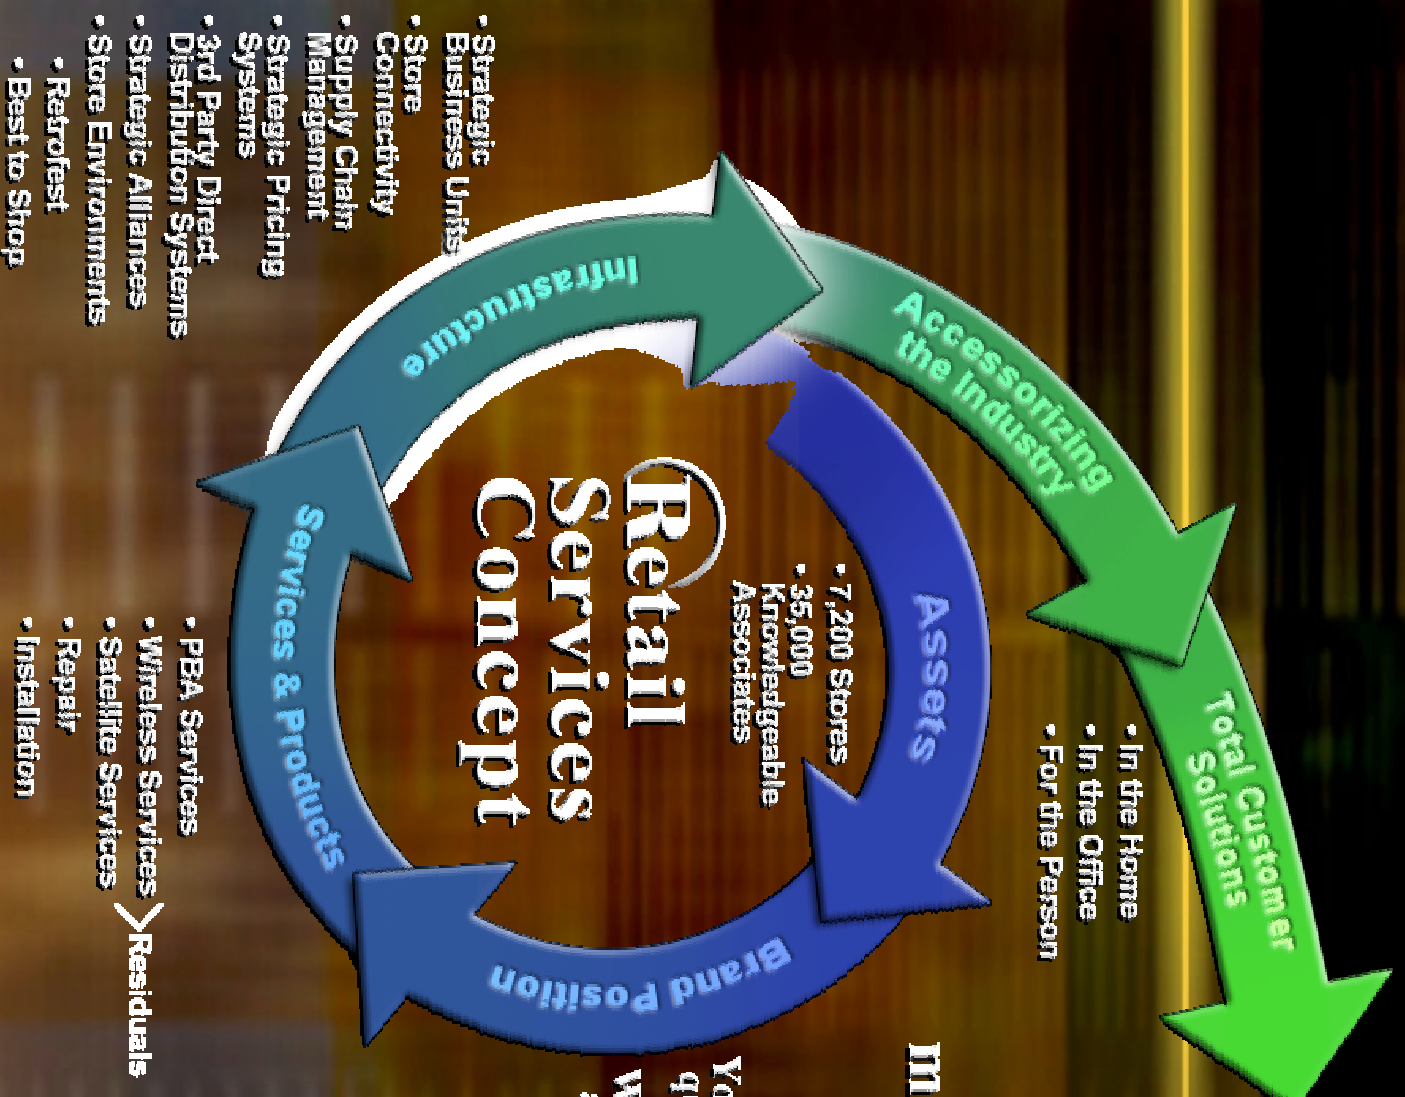 Accessorizing
the Industry
Total Customer
Solutions
• In the Home
• In the Office
• For the Person
Assets
• 7,200 Stores
• 35,000
Knowledgeable
Associates
Retail
Services
Concept
Infrastructure
• Strategic
Business Units
• Store
Connectivity
• Supply Chain
Management
• Strategic Pricing
Systems
• 3rd Party Direct
Distribution Systems
• Strategic Alliances
• Store Environments
• Retrofest
• Best to Shop
Brand Position
Services & Products
• PBA Services
• Wireless Services
• Satellite Services
Residuals
• Repair
• Installation